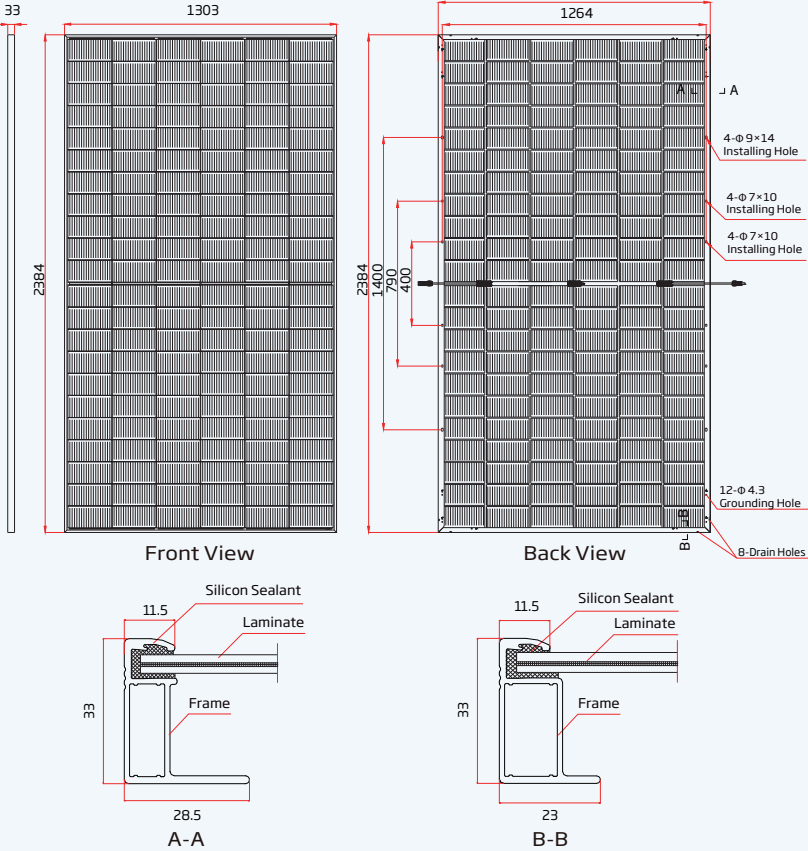 33
1303
2384
Front View
1264
2384
1400
790
400
A
A
4-Φ9×14
Installing Hole
4-Φ7×10
Installing Hole
4-Φ7×10
Installing Hole
12-Φ4.3
Grounding Hole
8-Drain Holes
B
B
Back View
11.5
Silicon Sealant
Laminate
Frame
33
28.5
A-A
11.5
Silicon Sealant
Laminate
Frame
33
23
B-B